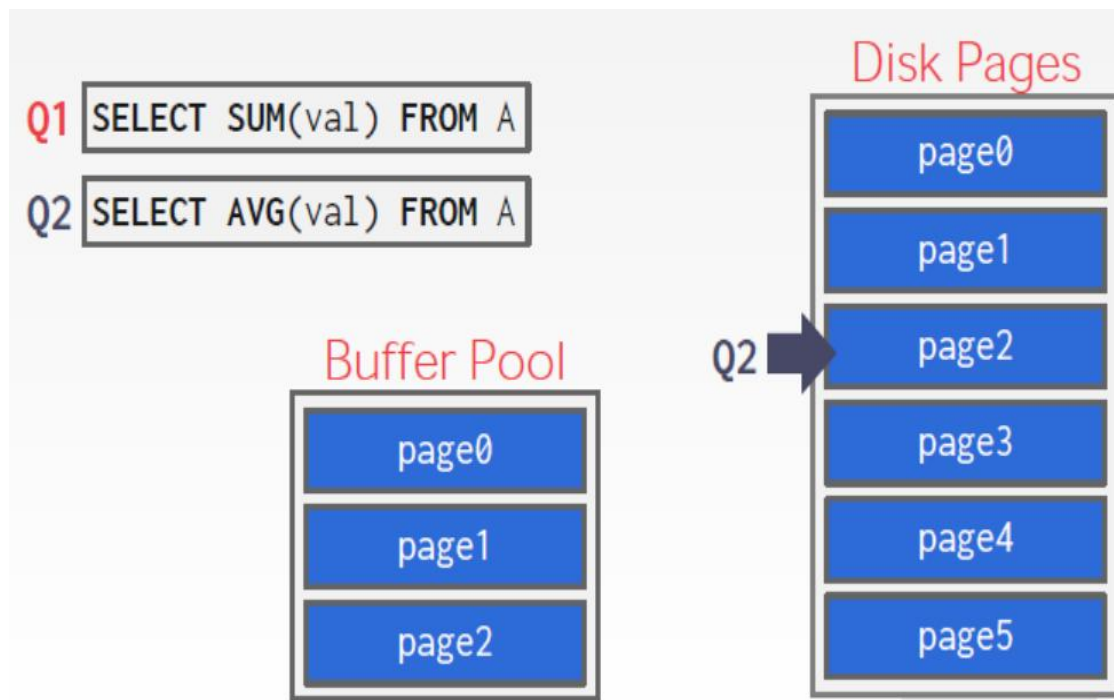 Q1 SELECT SUM(val) FROM A
Q2 SELECT AVG(val) FROM A
Buffer Pool
page0
page1
page2
Disk Pages
page0
page1
Q2 page2
page3
page4
page5